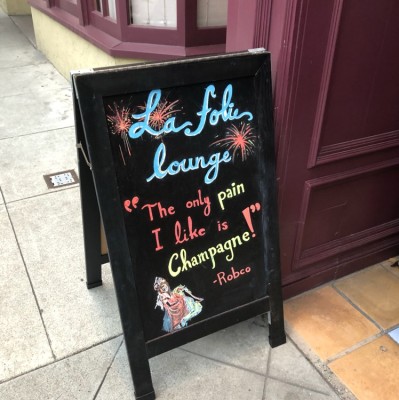 La folie
lounge
"The only pain
I like is
Champagne!"
-Robco